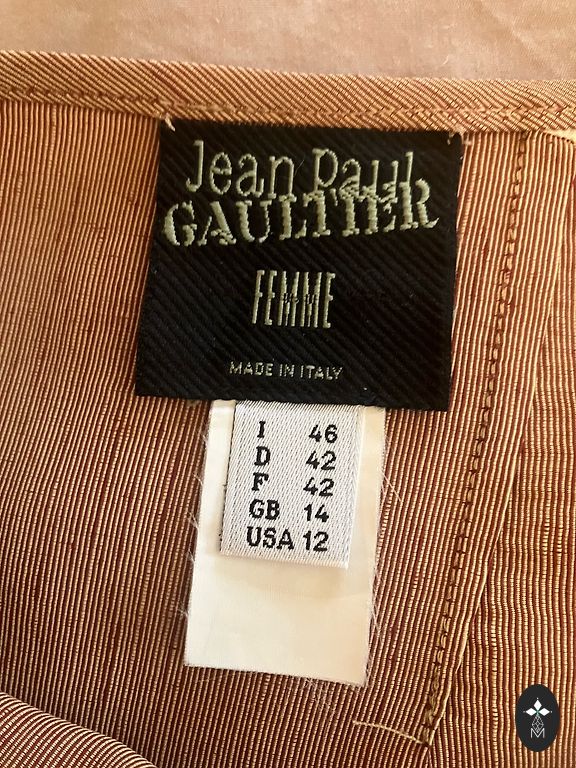 Jean Paul
GAULTIER
FEMME
MADE IN ITALY
I 46
D 42
F 42
GB 14
USA 12
M